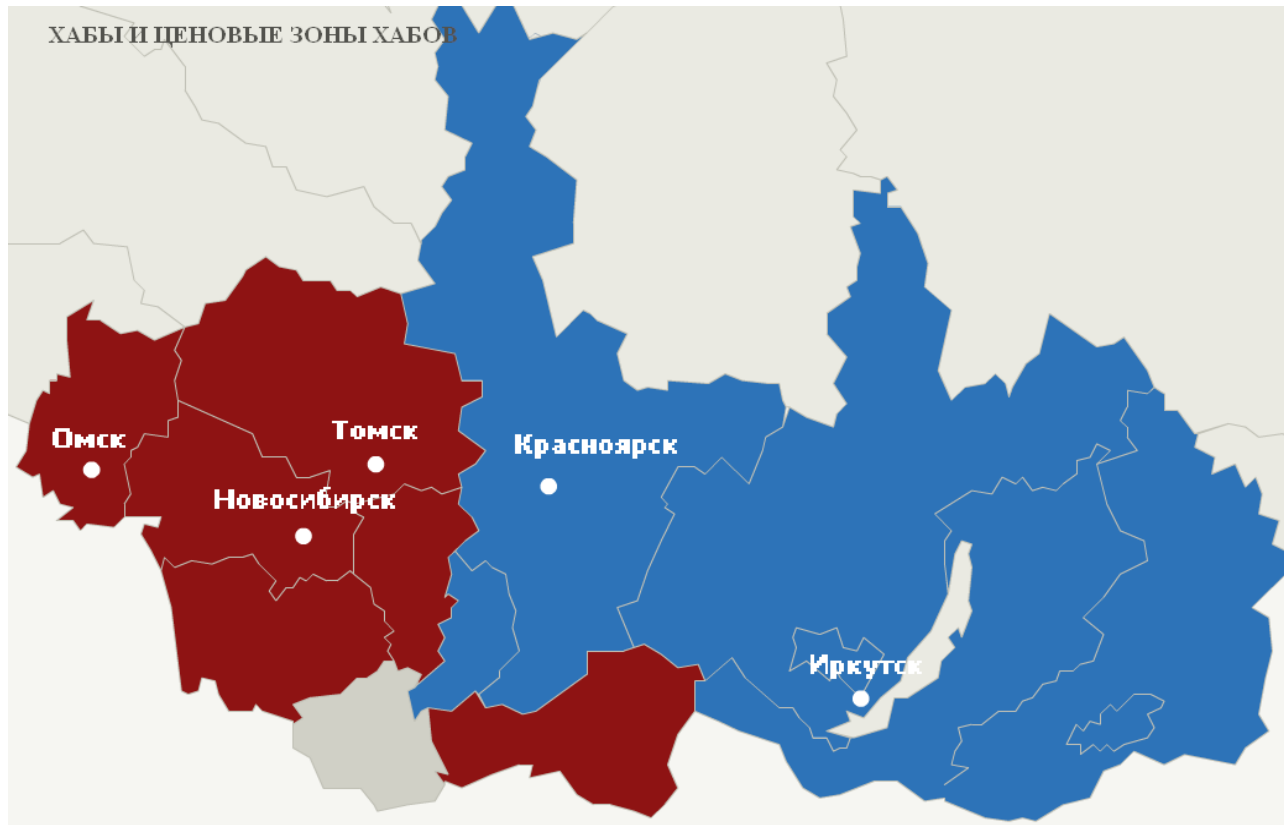 ХАБЫ И ЦЕНОВЫЕ ЗОНЫ ХАБОВ
Томск
Омск
Красноярск
Новосибирск
Иркутск